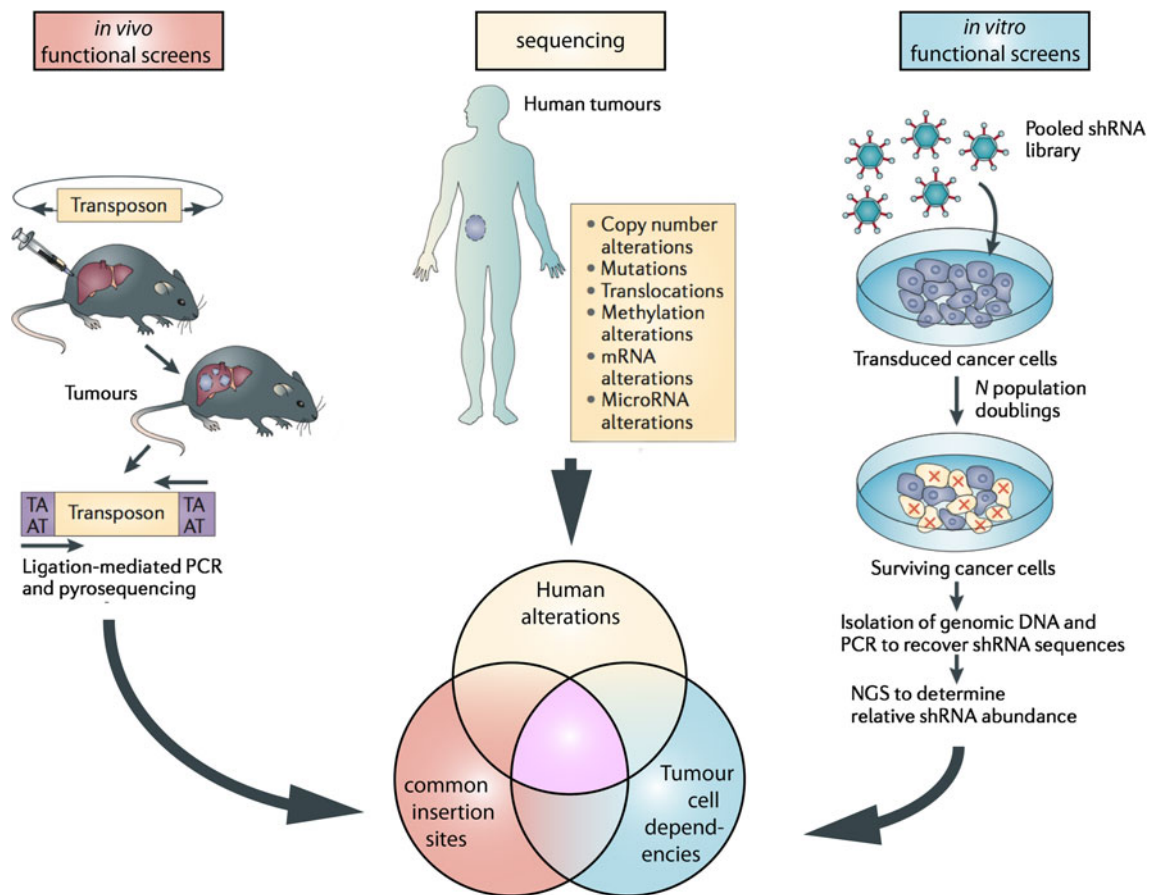 in vivo
functional screens
Transposon
Tumours
TA
AT
Transposon
TA
AT
Ligation-mediated PCR
and pyrosequencing
sequencing
Human tumours
• Copy number
alterations
• Mutations
• Translocations
• Methylation
alterations
• mRNA
alterations
• MicroRNA
alterations
in vitro
functional screens
Pooled shRNA
library
Transduced cancer cells
N population
doublings
Surviving cancer cells
Isolation of genomic DNA and
PCR to recover shRNA sequences
NGS to determine
relative shRNA abundance
Human
alterations
common
insertion
sites
Tumour
cell
depend-
encies